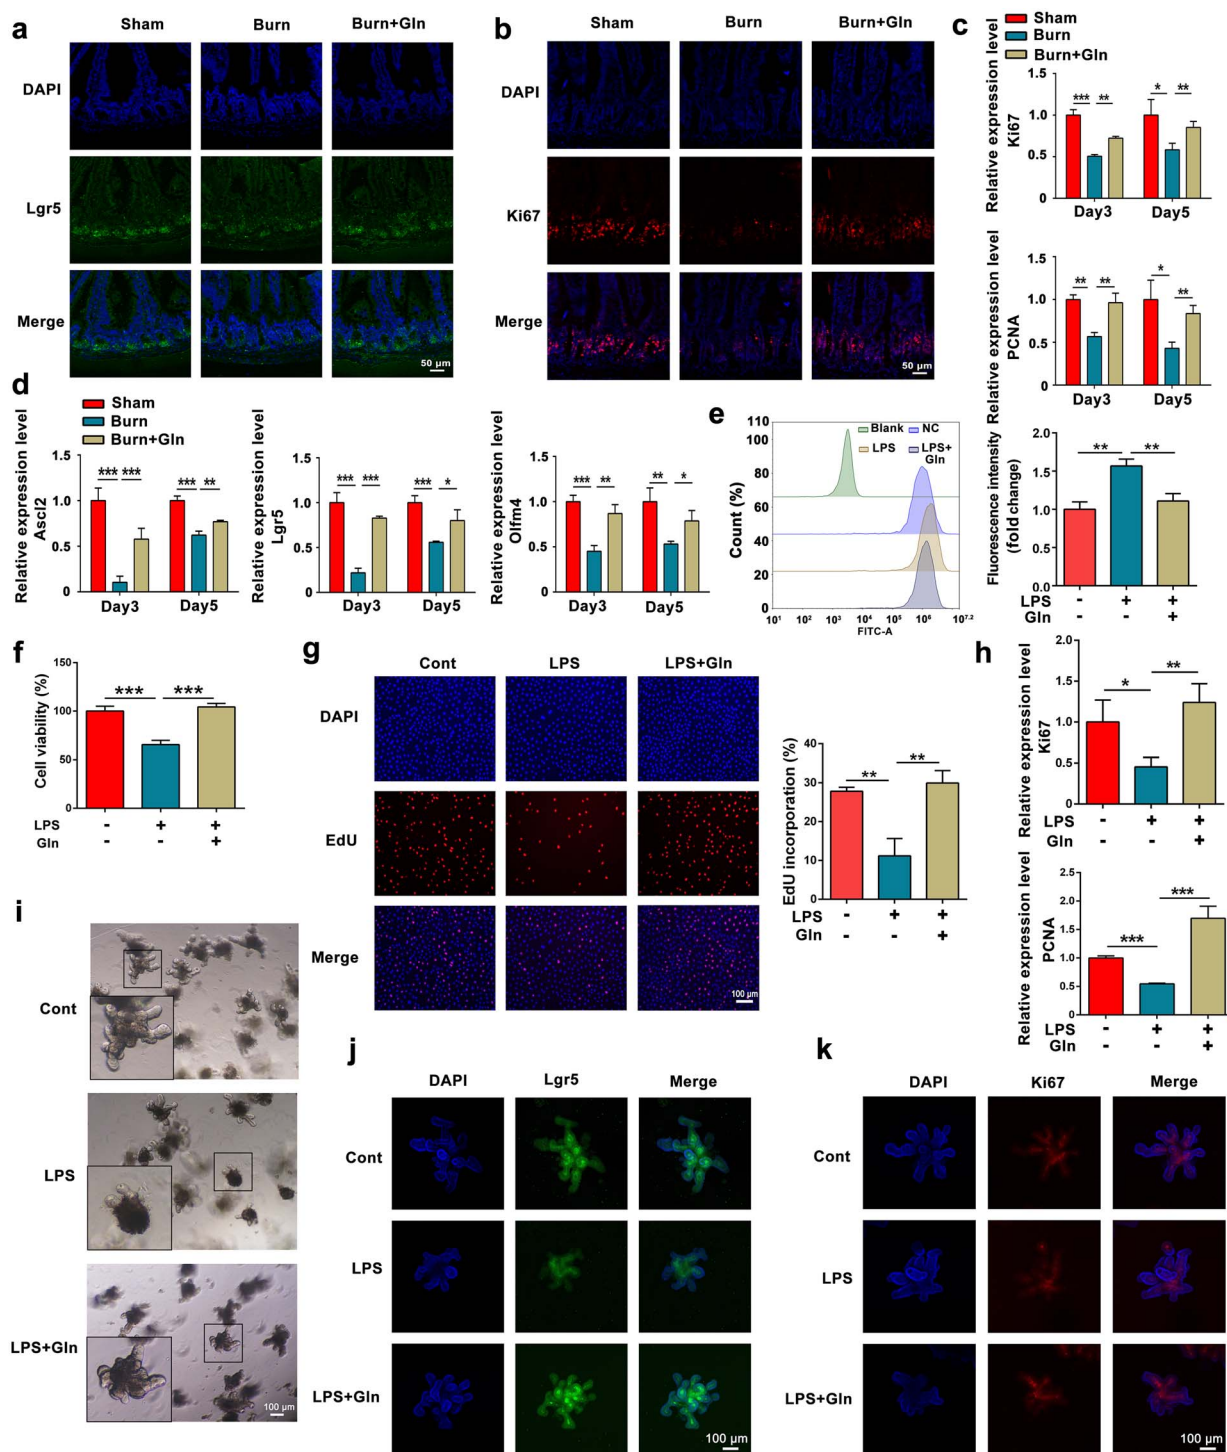 a
Sham
Burn
Burn+Gln
DAPI
Lgr5
Merge
50 µm
b
Sham
Burn
Burn+Gln
DAPI
Ki67
Merge
50 µm
c
Sham
Burn
Burn+Gln
Relative expression level
Ki67
1.5
1.0
0.5
0
***
**
*
**
Day3
Day5
Relative expression level
PCNA
1.5
1.0
0.5
0
**
**
*
**
Day3
Day5
d
Sham
Burn
Burn+Gln
Relative expression level
Ascl2
1.5
1.0
0.5
0
***
***
***
**
Day3
Day5
Relative expression level
Lgr5
1.5
1.0
0.5
0
***
***
***
*
Day3
Day5
Relative expression level
Olfm4
1.5
1.0
0.5
0
***
**
**
*
Day3
Day5
e
Count (%)
110
100
80
60
40
20
0
Blank
NC
LPS
LPS+
Gln
10¹
10²
10³
10⁴
10⁵
10⁶
10⁷·²
FITC-A
Fluorescence intensity
(fold change)
2.0
1.5
1.0
0.5
0.0
**
**
LPS
-
+
+
Gln
-
-
+
f
Cell viability (%)
150
100
50
0
***
***
LPS
-
+
+
Gln
-
-
+
g
Cont
LPS
LPS+Gln
DAPI
EdU
Merge
100 µm
EdU incorporation (%)
40
30
20
10
0
**
**
LPS
-
+
+
Gln
-
-
+
h
Relative expression level
Ki67
2.0
1.5
1.0
0.5
0
*
**
LPS
-
+
+
Gln
-
-
+
Relative expression level
PCNA
2.5
2.0
1.5
1.0
0.5
0
***
***
LPS
-
+
+
Gln
-
-
+
i
Cont
LPS
LPS+Gln
100 µm
j
DAPI
Lgr5
Merge
Cont
LPS
LPS+Gln
100 µm
k
DAPI
Ki67
Merge
Cont
LPS
LPS+Gln
100 µm